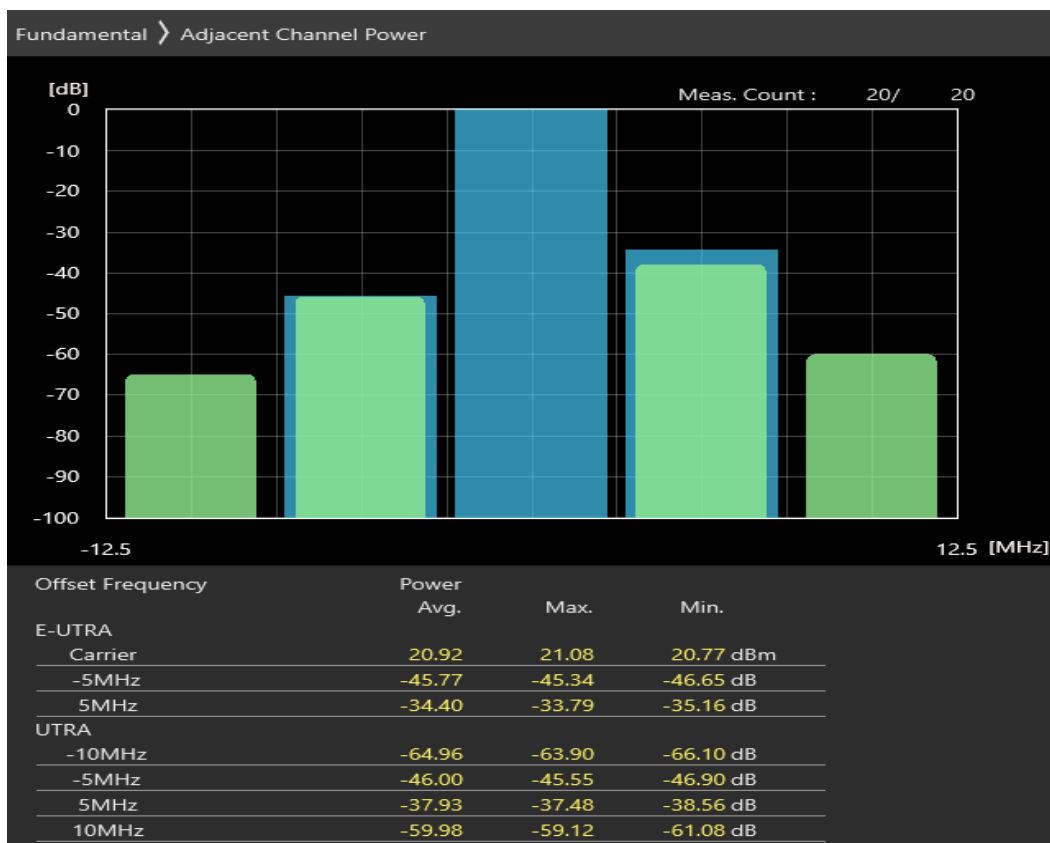 Fundamental 〉 Adjacent Channel Power
[dB]
Meas. Count : 20/ 20
0
-10
-20
-30
-40
-50
-60
-70
-80
-90
-100
-12.5 12.5 [MHz]
Offset Frequency Power
Avg. Max. Min.
E-UTRA
Carrier 20.92 21.08 20.77 dBm
-5MHz -45.77 -45.34 -46.65 dB
5MHz -34.40 -33.79 -35.16 dB
UTRA
-10MHz -64.96 -63.90 -66.10 dB
-5MHz -46.00 -45.55 -46.90 dB
5MHz -37.93 -37.48 -38.56 dB
10MHz -59.98 -59.12 -61.08 dB